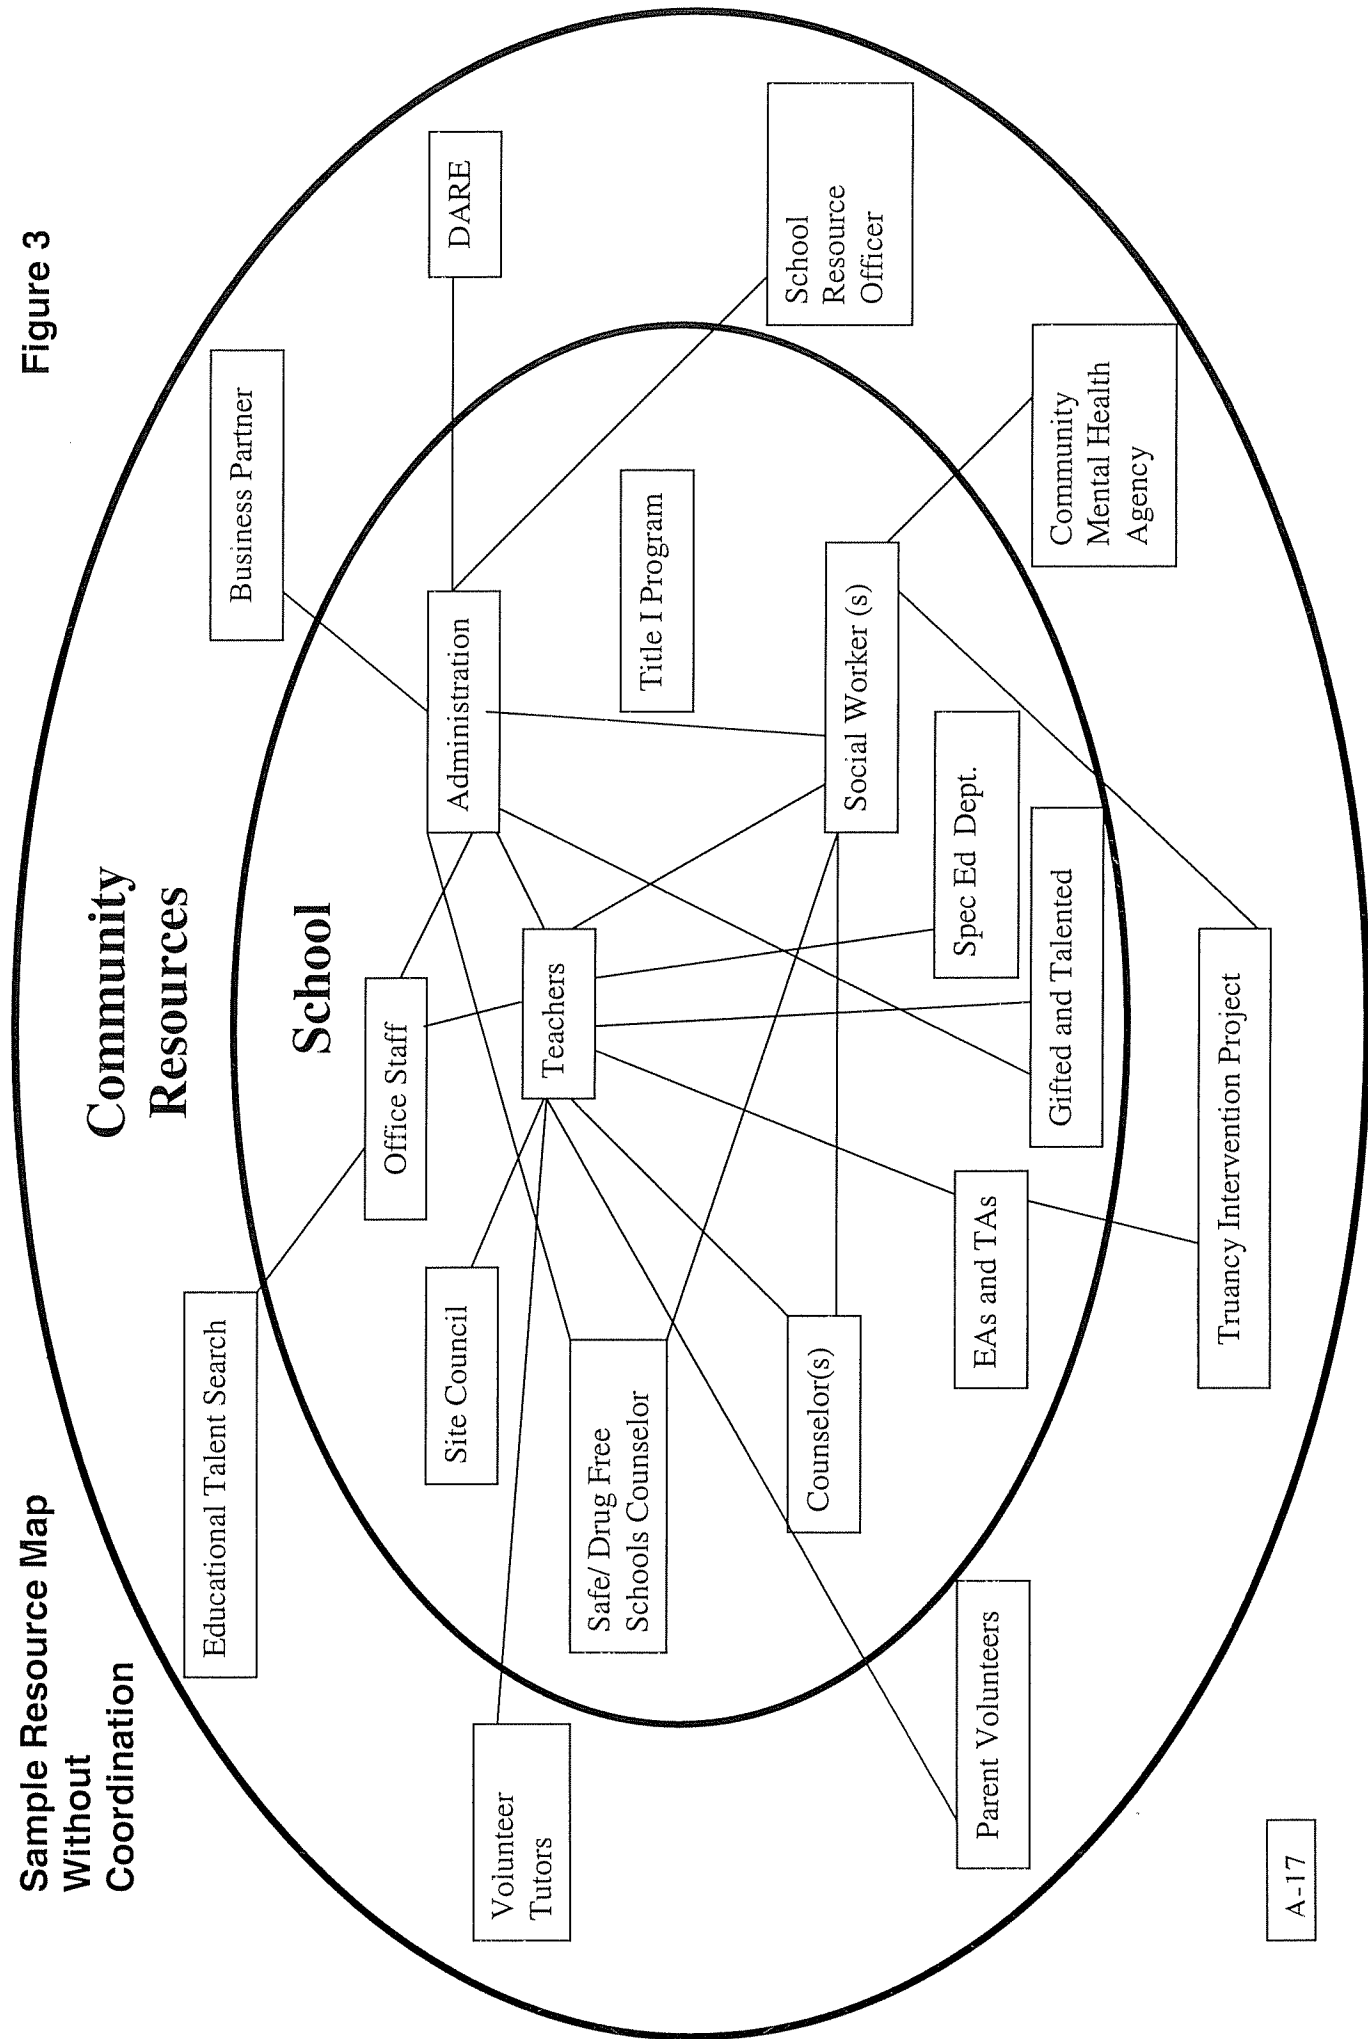 Sample Resource Map
Without
Coordination
Figure 3
Community
Resources
School
Educational Talent Search
Business Partner
Office Staff
Administration
DARE
Site Council
Volunteer
Tutors
Teachers
Safe/ Drug Free
Schools Counselor
Title I Program
School
Resource
Officer
Counselor(s)
Social Worker (s)
Spec Ed Dept.
Parent Volunteers
EAs and TAs
Gifted and Talented
Community
Mental Health
Agency
Truancy Intervention Project
A-17